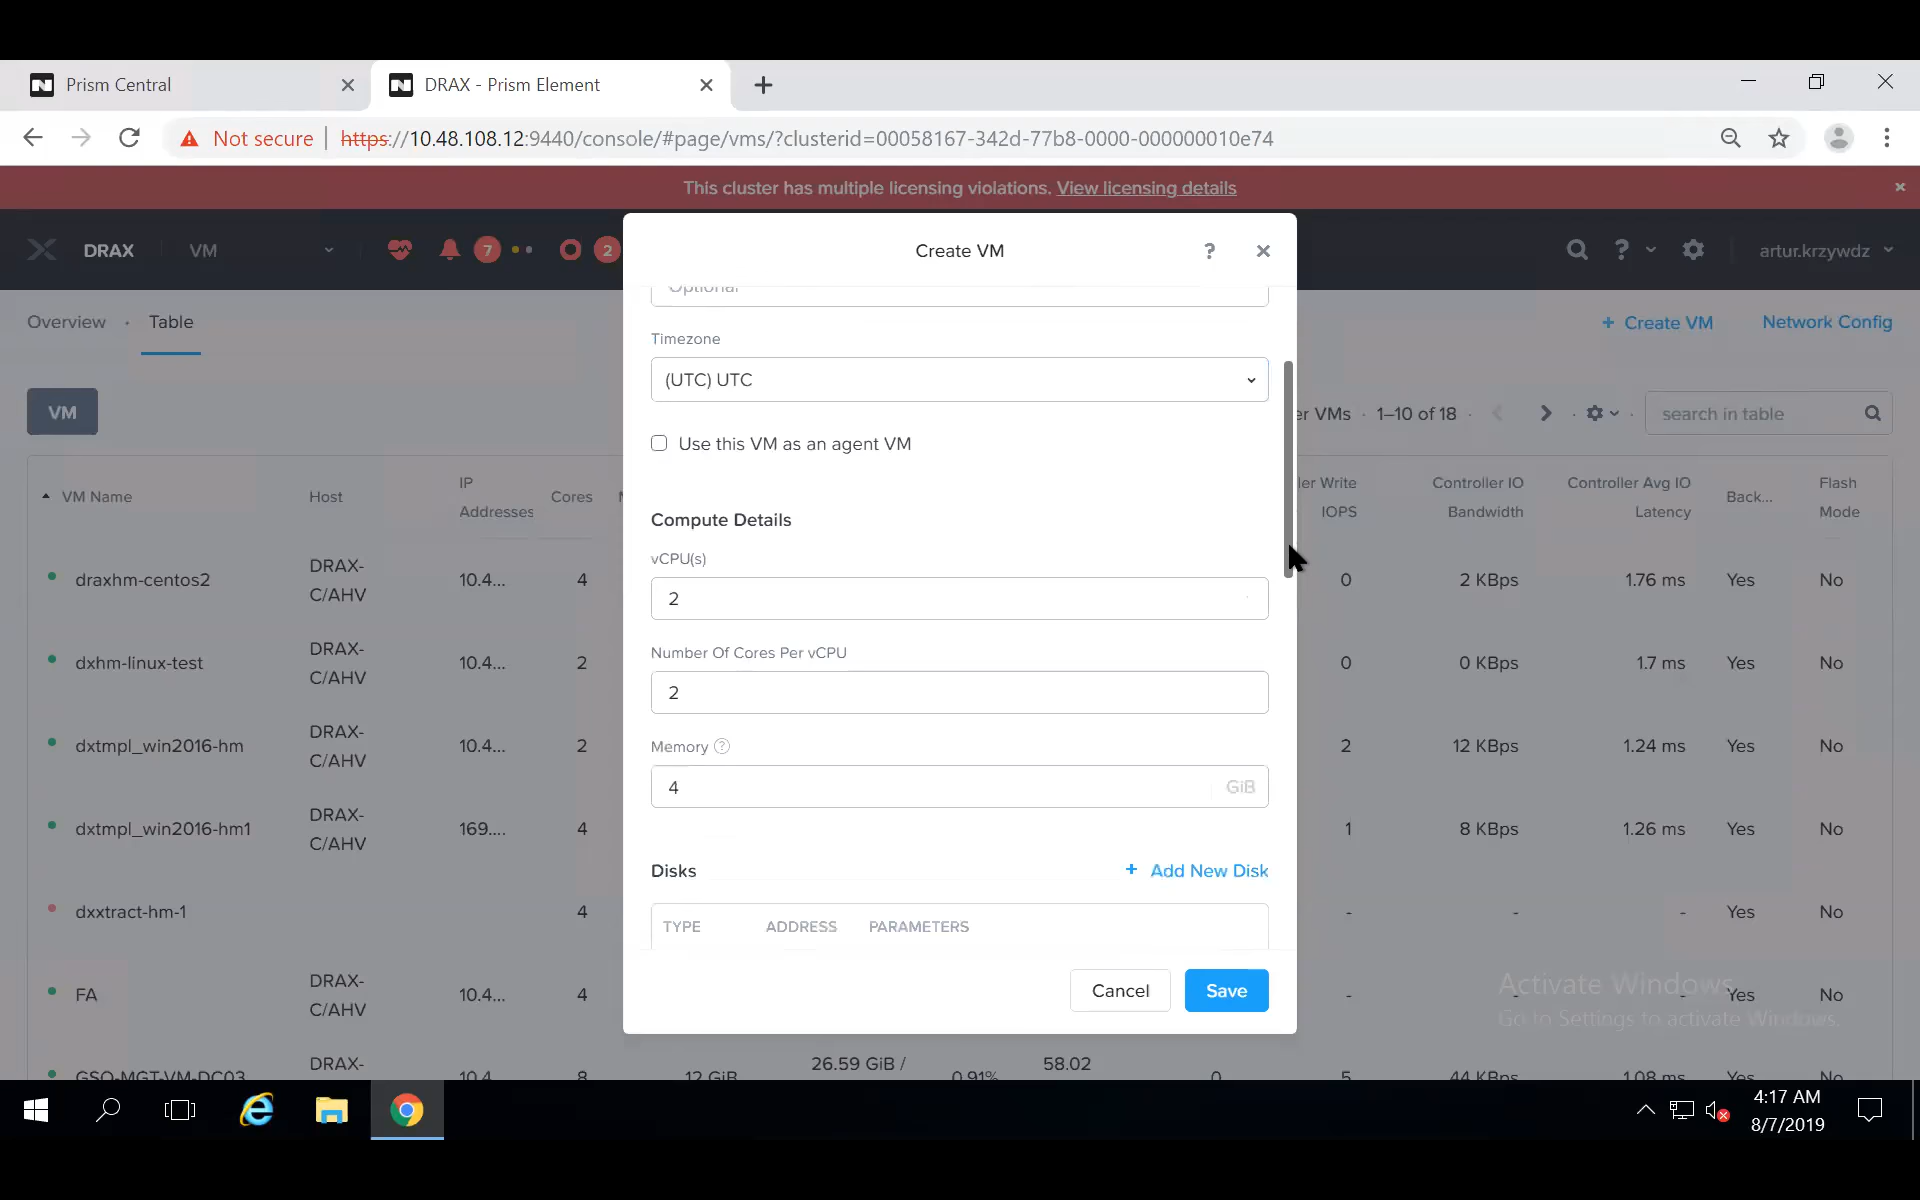 Prism Central
DRAX - Prism Element
Not secure
https://10.48.108.12:9440/console/#page/vms/?clusterid=00058167-342d-77b8-0000-000000010e74
This cluster has multiple licensing violations. View licensing details
DRAX
VM
7
2
Create VM
?
?
artur.krzywdz
Overview · Table
+ Create VM
Network Config
Optional
Timezone
(UTC) UTC
VM
er VMs · 1–10 of 18
search in table
Use this VM as an agent VM
VM Name
Host
IP Addresses
Cores
ler Write IOPS
Controller IO Bandwidth
Controller Avg IO Latency
Back...
Flash Mode
Compute Details
vCPU(s)
2
Number Of Cores Per vCPU
2
Memory ?
4 GiB
Disks
+ Add New Disk
TYPE ADDRESS PARAMETERS
Cancel
Save
draxhm-centos2 DRAX-C/AHV 10.4... 4 0 2 KBps 1.76 ms Yes No
dxhm-linux-test DRAX-C/AHV 10.4... 2 0 0 KBps 1.7 ms Yes No
dxtmpl_win2016-hm DRAX-C/AHV 10.4... 2 2 12 KBps 1.24 ms Yes No
dxtmpl_win2016-hm1 DRAX-C/AHV 169.... 4 1 8 KBps 1.26 ms Yes No
dxxtract-hm-1 4 - - - Yes No
FA DRAX-C/AHV 10.4... 4 - - - Yes No
GSO-MGT-VM-DC03 DRAX- 10.4 8 12 GiB 26.59 GiB / 0.91% 58.02 0 5 44 KBps 1.08 ms Yes No
Activate Windows
Go to Settings to activate Windows.
4:17 AM
8/7/2019